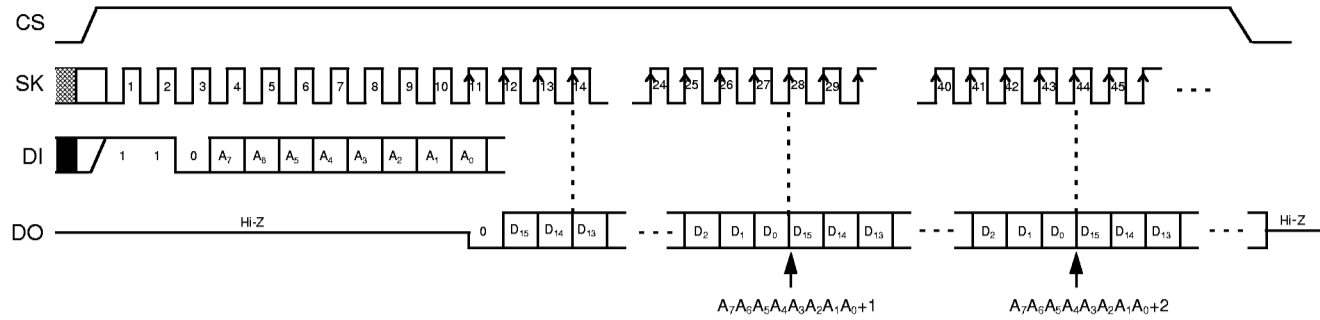 CS
SK 1 2 3 4 5 6 7 8 9 10 11 12 13 14 24 25 26 27 28 29 40 41 42 43 44 45
DI 1 1 0 A₇ A₆ A₅ A₄ A₃ A₂ A₁ A₀
DO Hi-Z 0 D₁₅ D₁₄ D₁₃ D₂ D₁ D₀ D₁₅ D₁₄ D₁₃ D₂ D₁ D₀ D₁₅ D₁₄ D₁₃ Hi-Z
A₇A₆A₅A₄A₃A₂A₁A₀+1 A₇A₆A₅A₄A₃A₂A₁A₀+2